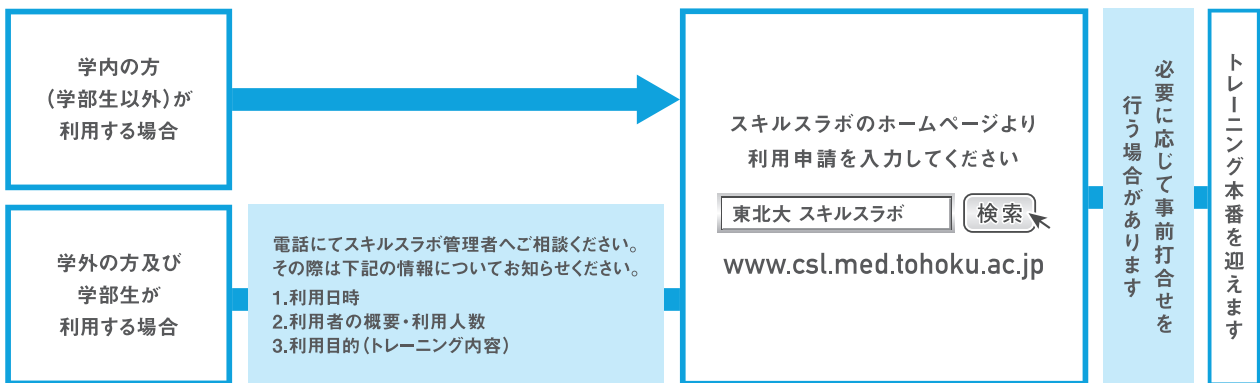 学内の方
（学部生以外）が
利用する場合
学外の方及び
学部生が
利用する場合
電話にてスキルスラボ管理者へご相談ください。
その際は下記の情報についてお知らせください。
1.利用日時
2.利用者の概要・利用人数
3.利用目的（トレーニング内容）
スキルスラボのホームページより
利用申請を入力してください
東北大 スキルスラボ
検索
www.csl.med.tohoku.ac.jp
必要に応じて事前打合せを
行う場合があります
トレーニング本番を迎えます